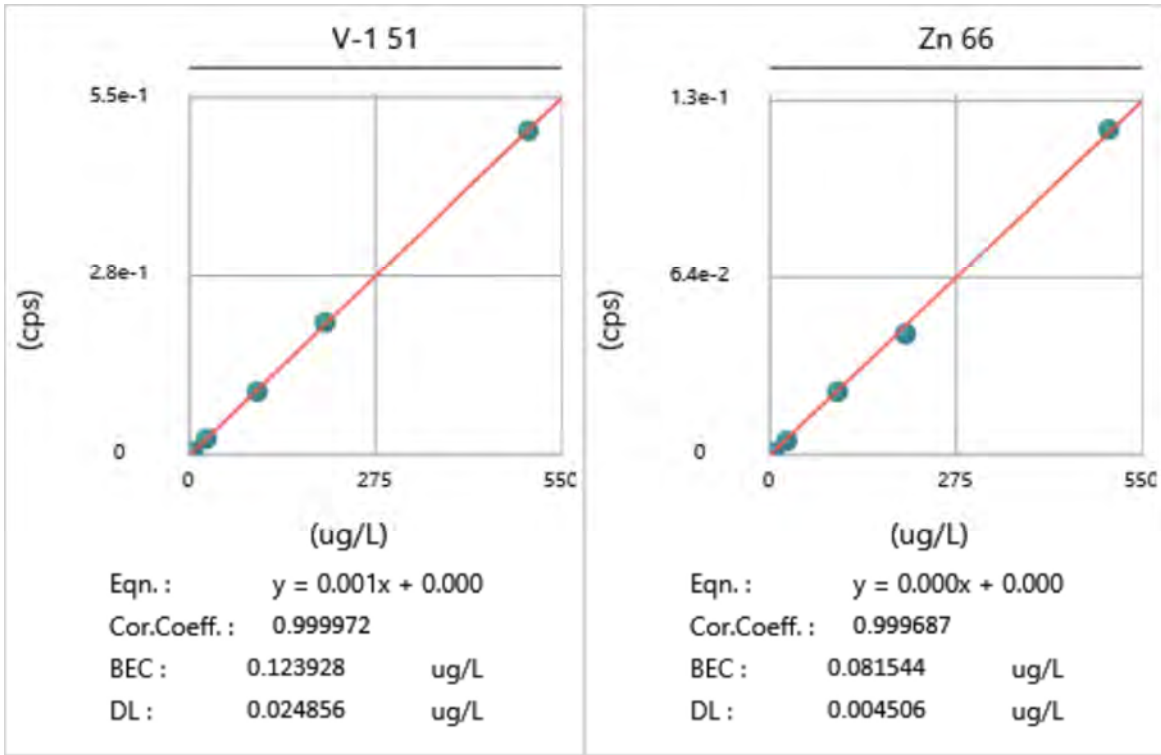 V-1 51
5.5e-1
2.8e-1
0
(cps)
0 275 550
(ug/L)
Eqn. : y = 0.001x + 0.000
Cor.Coeff. : 0.999972
BEC : 0.123928 ug/L
DL : 0.024856 ug/L
Zn 66
1.3e-1
6.4e-2
0
(cps)
0 275 550
(ug/L)
Eqn. : y = 0.000x + 0.000
Cor.Coeff. : 0.999687
BEC : 0.081544 ug/L
DL : 0.004506 ug/L